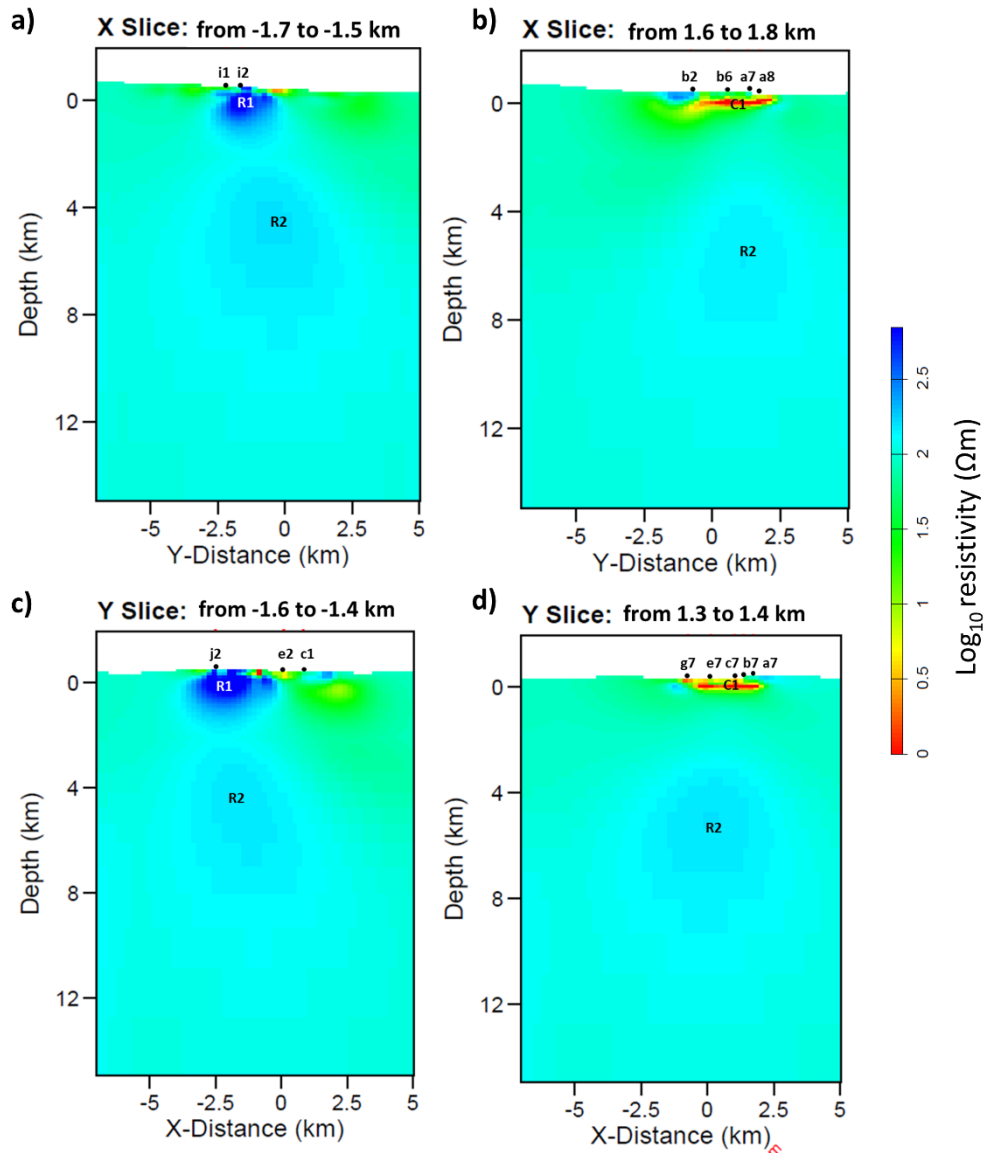 a)
X Slice: from -1.7 to -1.5 km
i1 i2
R1
R2
0
4
8
12
Depth (km)
-5 -2.5 0 2.5 5
Y-Distance (km)
b)
X Slice: from 1.6 to 1.8 km
b2 b6 a7 a8
C1
R2
0
4
8
12
Depth (km)
-5 -2.5 0 2.5 5
Y-Distance (km)
c)
Y Slice: from -1.6 to -1.4 km
j2 e2 c1
R1
R2
0
4
8
12
Depth (km)
-5 -2.5 0 2.5 5
X-Distance (km)
d)
Y Slice: from 1.3 to 1.4 km
g7 e7 c7 b7 a7
C1
R2
0
4
8
12
Depth (km)
-5 -2.5 0 2.5 5
X-Distance (km)
m
2.5
2
1.5
1
0.5
0
Log10 resistivity (Ωm)